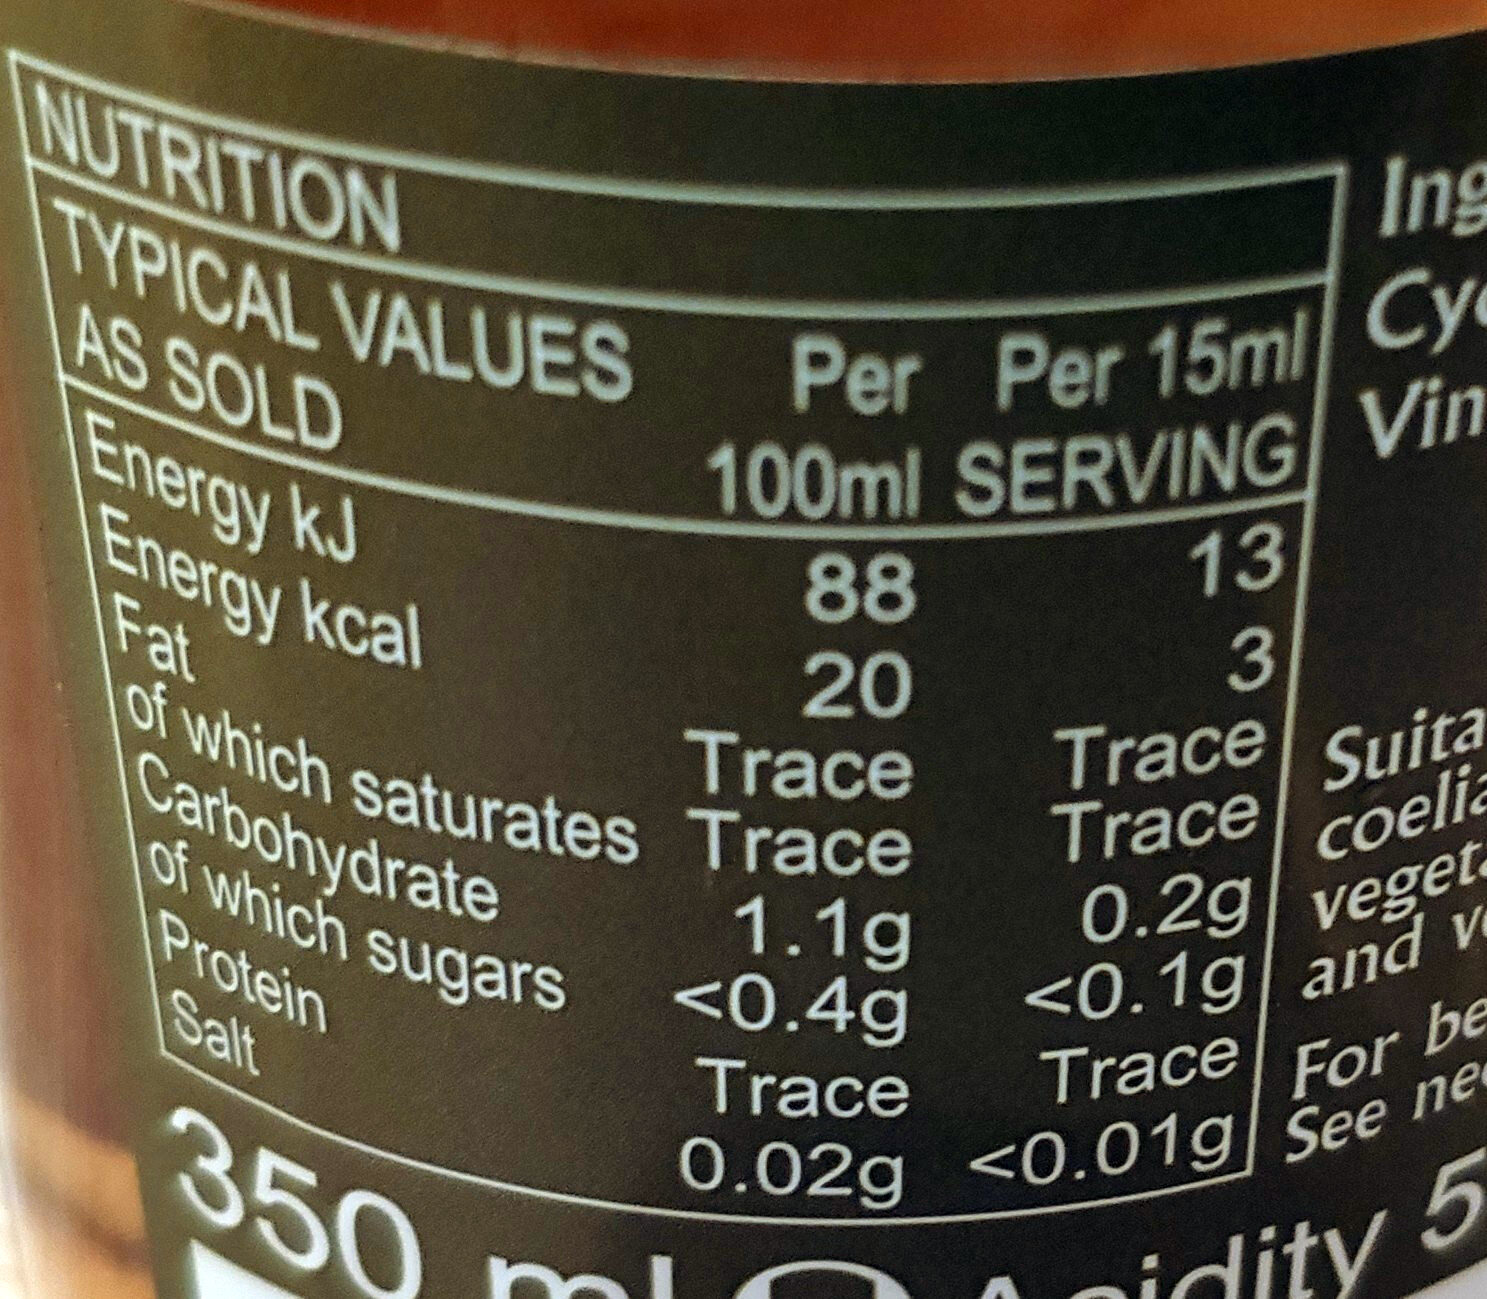 NUTRITION
TYPICAL VALUES Per Per 15ml
AS SOLD 100ml SERVING
Energy kJ 88 13
Energy kcal 20 3
Fat Trace Trace
of which saturates Trace Trace
Carbohydrate 1.1g 0.2g
of which sugars <0.4g <0.1g
Protein Trace Trace
Salt 0.02g <0.01g
350 ml Acidity 5
Ing
Cy
Vin
Suita
coelia
veget
and v
For be
See ne